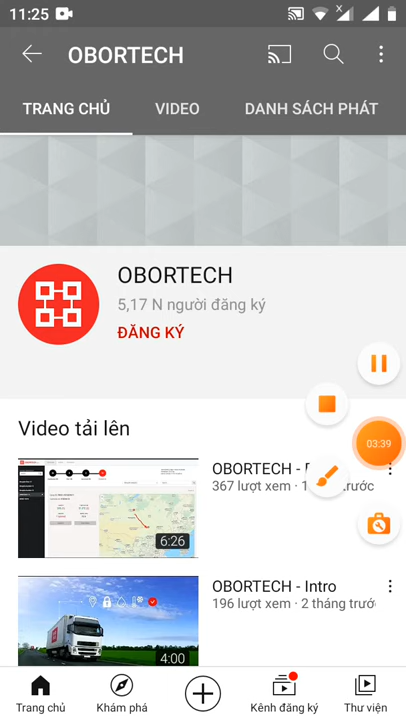 11:25
OBORTECH
TRANG CHỦ
VIDEO
DANH SÁCH PHÁT
OBORTECH
5,17 N người đăng ký
ĐĂNG KÝ
03:39
Video tải lên
OBORTECH -
367 lượt xem · 1 trước
6:26
OBORTECH - Intro
196 lượt xem · 2 tháng trước
4:00
Trang chủ
Khám phá
Kênh đăng ký
Thư viện